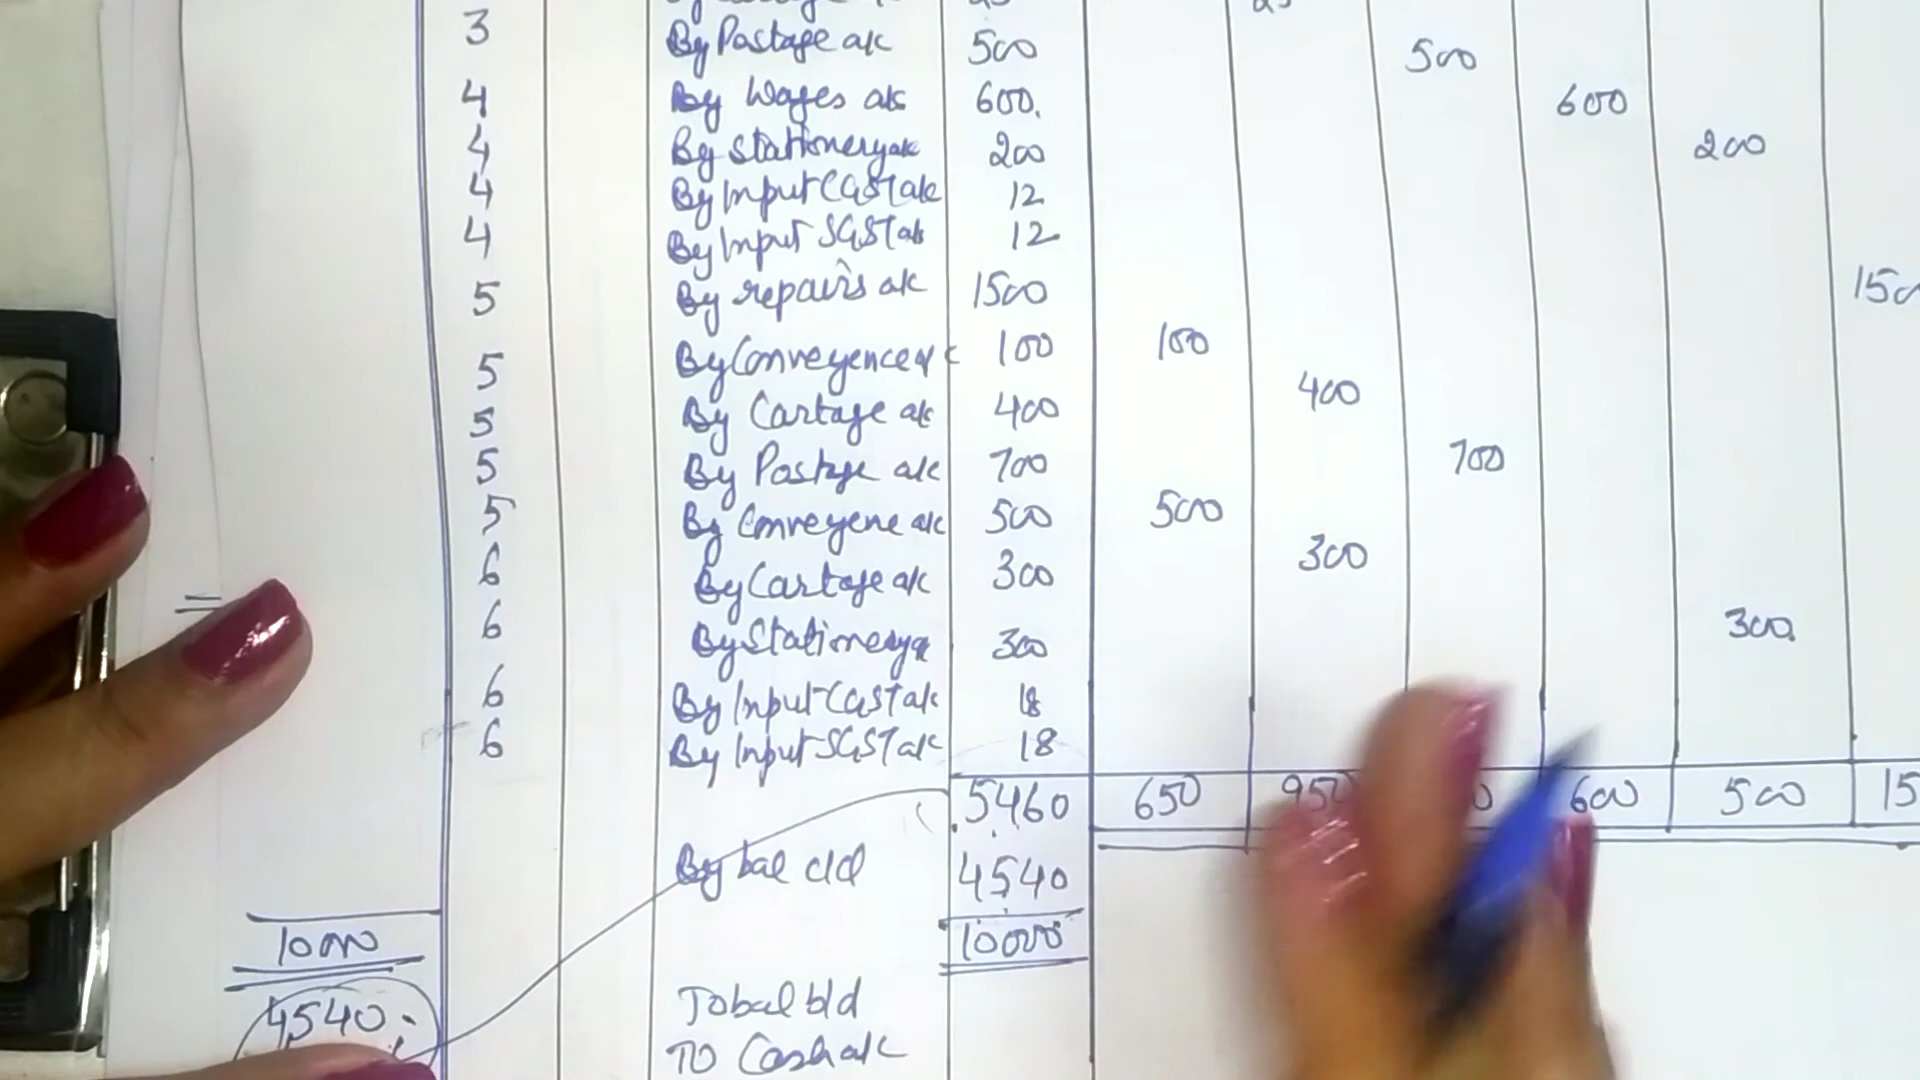 3 By Postage a/c 500 500
4 By Wages a/c 600. 600
4 By Stationery a/c 200 200
4 By Input CGST a/c 12
4 By Input SGST a/c 12
5 By repairs a/c 1500
5 By Conveyence a/c 100 100
5 By Cartage a/c 400 400
5 By Postage a/c 700 700
5 By Conveyene a/c 500 500
6 By Cartage a/c 300 300
6 By Stationery a 300 300.
6 By Input CGST a/c 18
6 By Input SGST a/c 18
5460 650 950 600 500
By bal c/d 4540
10000 10000
4540 To bal b/d
To Cash a/c